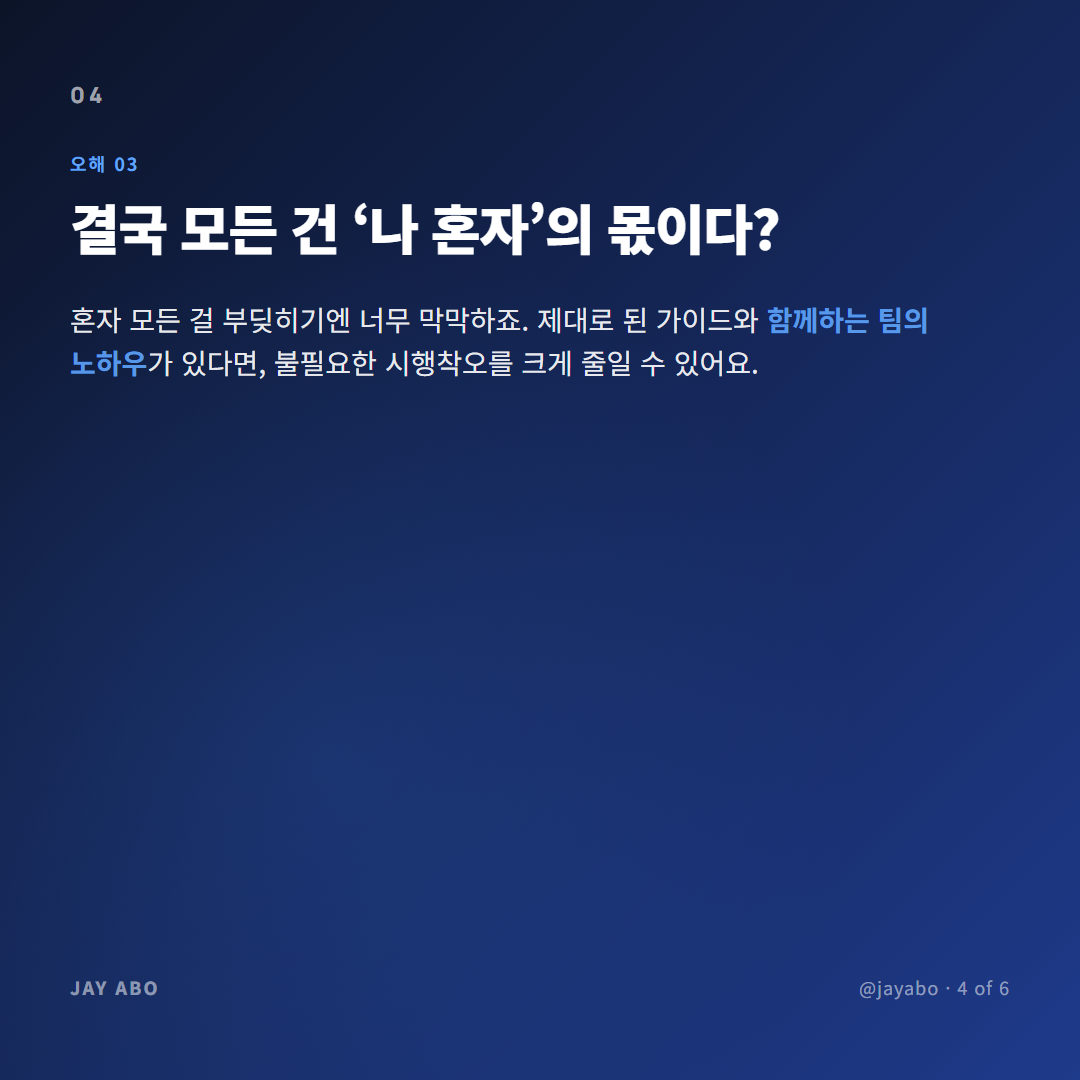 04
오해 03
결국 모든 건 ‘나 혼자’의 몫이다?
혼자 모든 걸 부딪히기엔 너무 막막하죠. 제대로 된 가이드와 함께하는 팀의
노하우가 있다면, 불필요한 시행착오를 크게 줄일 수 있어요.
JAY ABO
@jayabo · 4 of 6